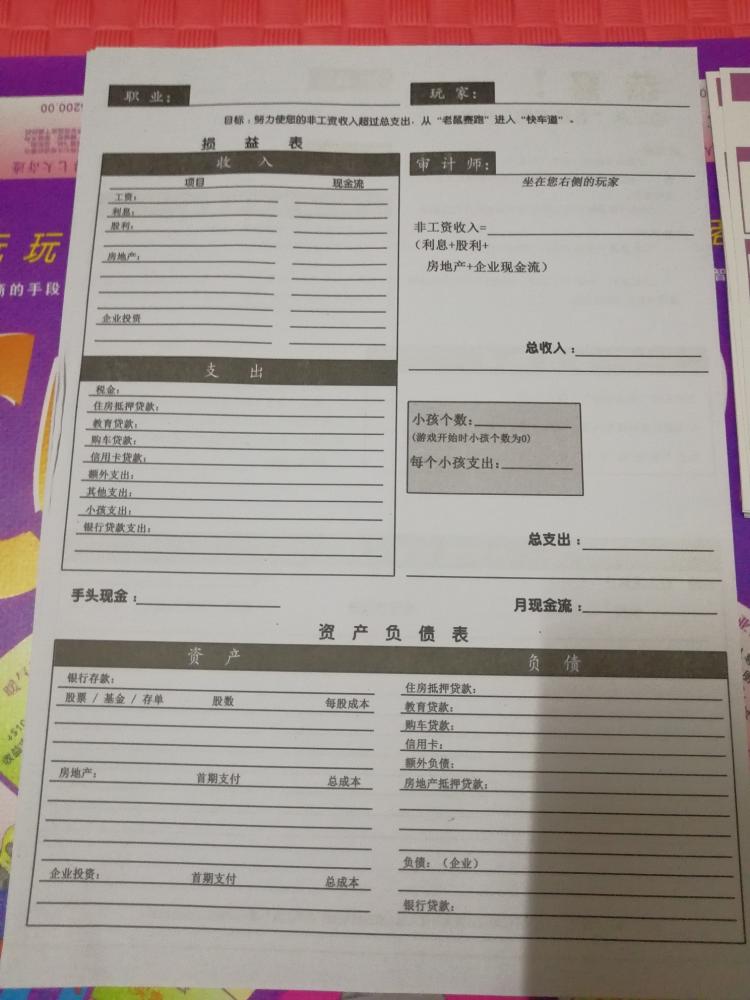 职 业：
玩 家：
目标：努力使您的非工资收入超过总支出，从“老鼠赛跑”进入“快车道”。
损 益 表
收 入
项目 现金流
工资：
利息：
股利：
房地产：
企业投资
审 计 师：
坐在您右侧的玩家
非工资收入=
（利息+股利+
房地产+企业现金流）
总收入：
支 出
税金：
住房抵押贷款：
教育贷款：
购车贷款：
信用卡贷款：
额外支出：
其他支出：
小孩支出：
银行贷款支出：
小孩个数：
(游戏开始时小孩个数为0)
每个小孩支出：
总支出：
手头现金：
月现金流：
资 产 负 债 表
资 产
银行存款：
股票 / 基金 / 存单 股数 每股成本
房地产： 首期支付 总成本
企业投资： 首期支付 总成本
负 债
住房抵押贷款：
教育贷款：
购车贷款：
信用卡：
额外负债：
房地产抵押贷款：
负债：（企业）
银行贷款：
玩
商的手段
智